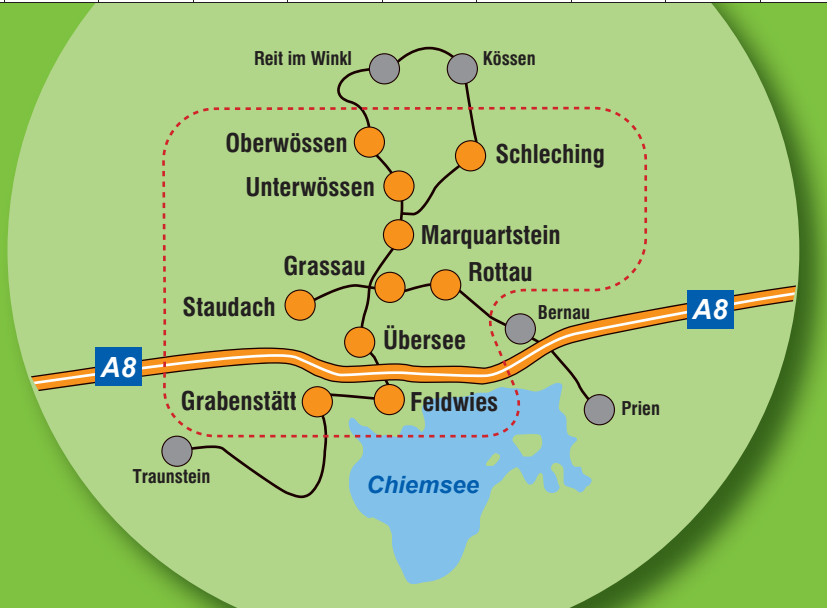 Reit im Winkl
Kössen
Oberwössen
Schleching
Unterwössen
Marquartstein
Grassau
Rottau
Staudach
Bernau
A8
Übersee
A8
Grabenstätt
Feldwies
Prien
Traunstein
Chiemsee